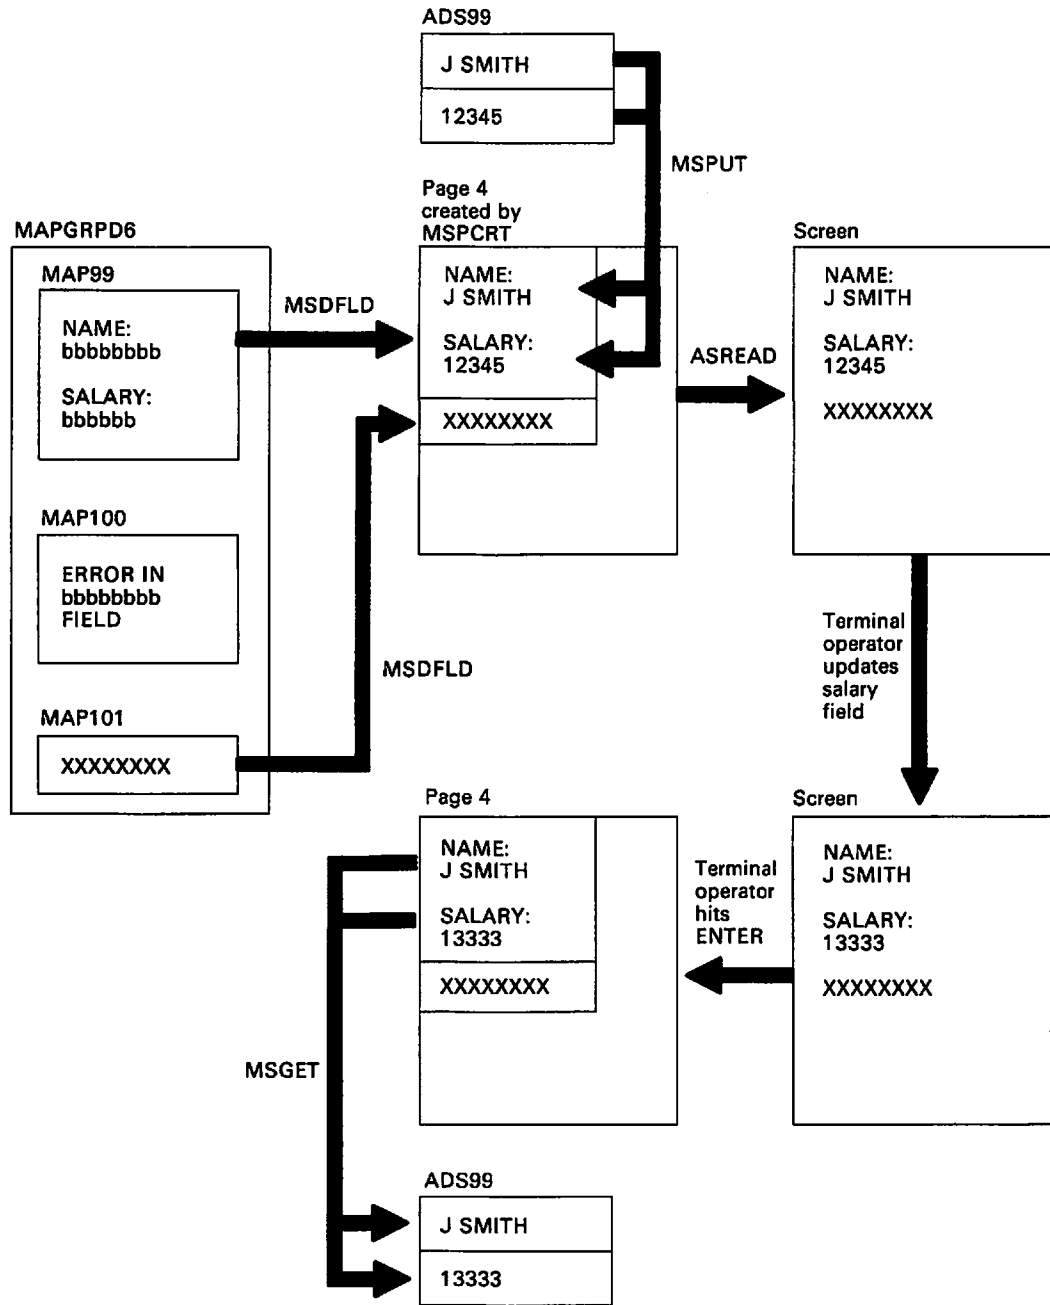 ADS99
J SMITH
12345
MSPUT
Page 4
created by
MSPCRT
MAPGRPD6
MAP99
NAME:
bbbbbbbbb
SALARY:
bbbbbb
MSDFLD
NAME:
J SMITH
SALARY:
12345
XXXXXXXX
ASREAD
Screen
NAME:
J SMITH
SALARY:
12345
XXXXXXXX
MAP100
ERROR IN
bbbbbbbb
FIELD
MSDFLD
MAP101
XXXXXXXX
Terminal
operator
updates
salary
field
Screen
NAME:
J SMITH
SALARY:
13333
XXXXXXXX
Terminal
operator
hits
ENTER
Page 4
NAME:
J SMITH
SALARY:
13333
XXXXXXXX
MSGET
ADS99
J SMITH
13333